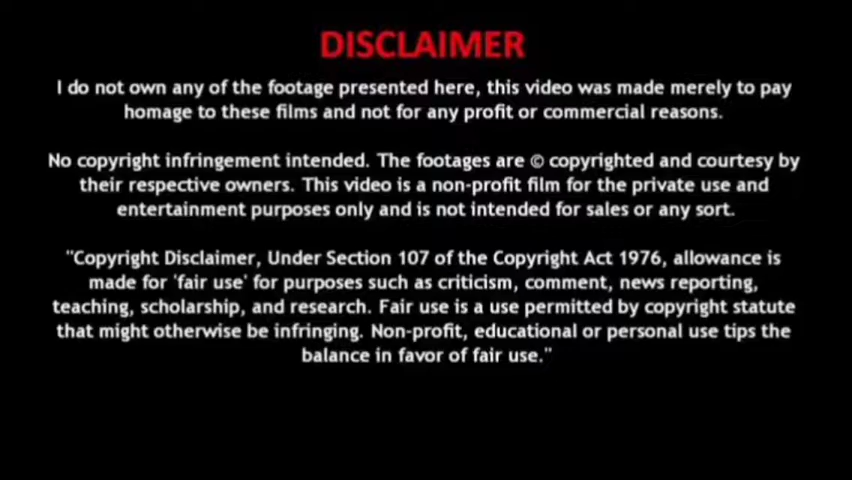 DISCLAIMER
I do not own any of the footage presented here, this video was made merely to pay
homage to these films and not for any profit or commercial reasons.
No copyright infringement intended. The footages are © copyrighted and courtesy by
their respective owners. This video is a non-profit film for the private use and
entertainment purposes only and is not intended for sales or any sort.
"Copyright Disclaimer, Under Section 107 of the Copyright Act 1976, allowance is
made for 'fair use' for purposes such as criticism, comment, news reporting,
teaching, scholarship, and research. Fair use is a use permitted by copyright statute
that might otherwise be infringing. Non-profit, educational or personal use tips the
balance in favor of fair use."